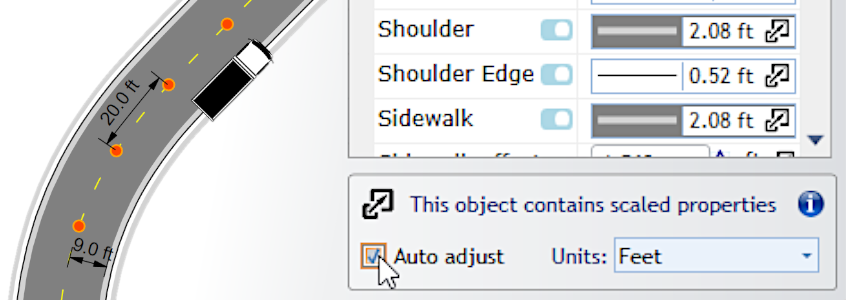 20.0 ft
9.0 ft
Shoulder 2.08 ft
Shoulder Edge 0.52 ft
Sidewalk 2.08 ft
This object contains scaled properties
Auto adjust Units: Feet